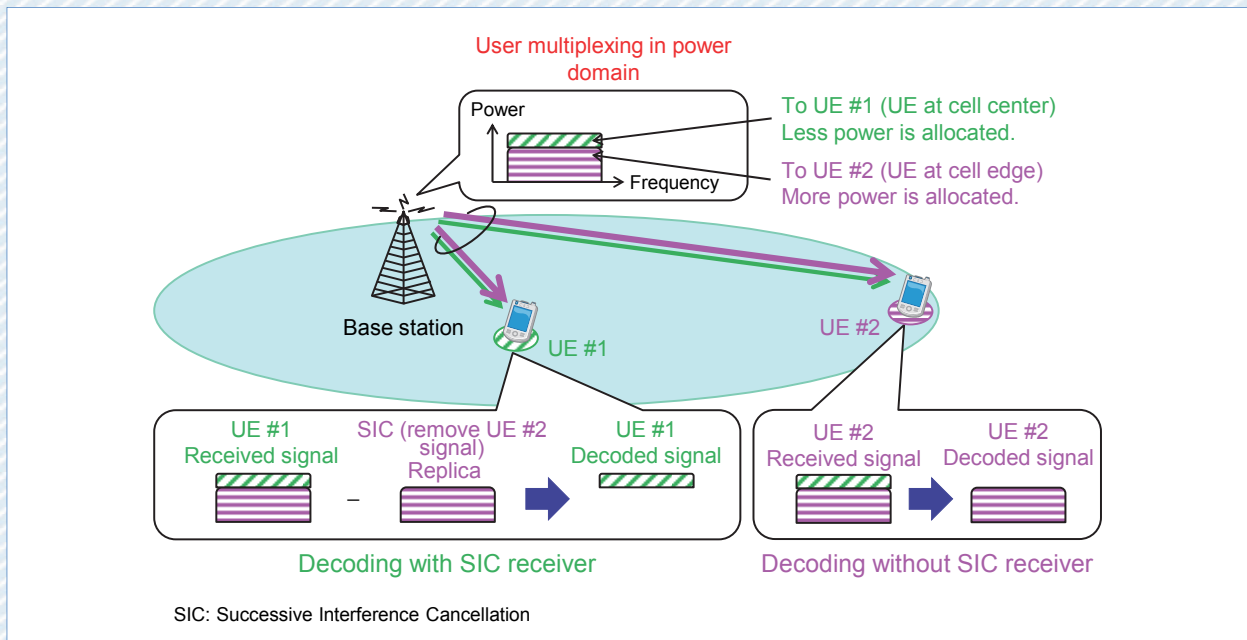 User multiplexing in power
domain
Power
Frequency
To UE #1 (UE at cell center)
Less power is allocated.
To UE #2 (UE at cell edge)
More power is allocated.
Base station
UE #1
UE #2
UE #1
Received signal
SIC (remove UE #2
signal)
Replica
UE #1
Decoded signal
–
UE #2
Received signal
UE #2
Decoded signal
Decoding with SIC receiver
Decoding without SIC receiver
SIC: Successive Interference Cancellation